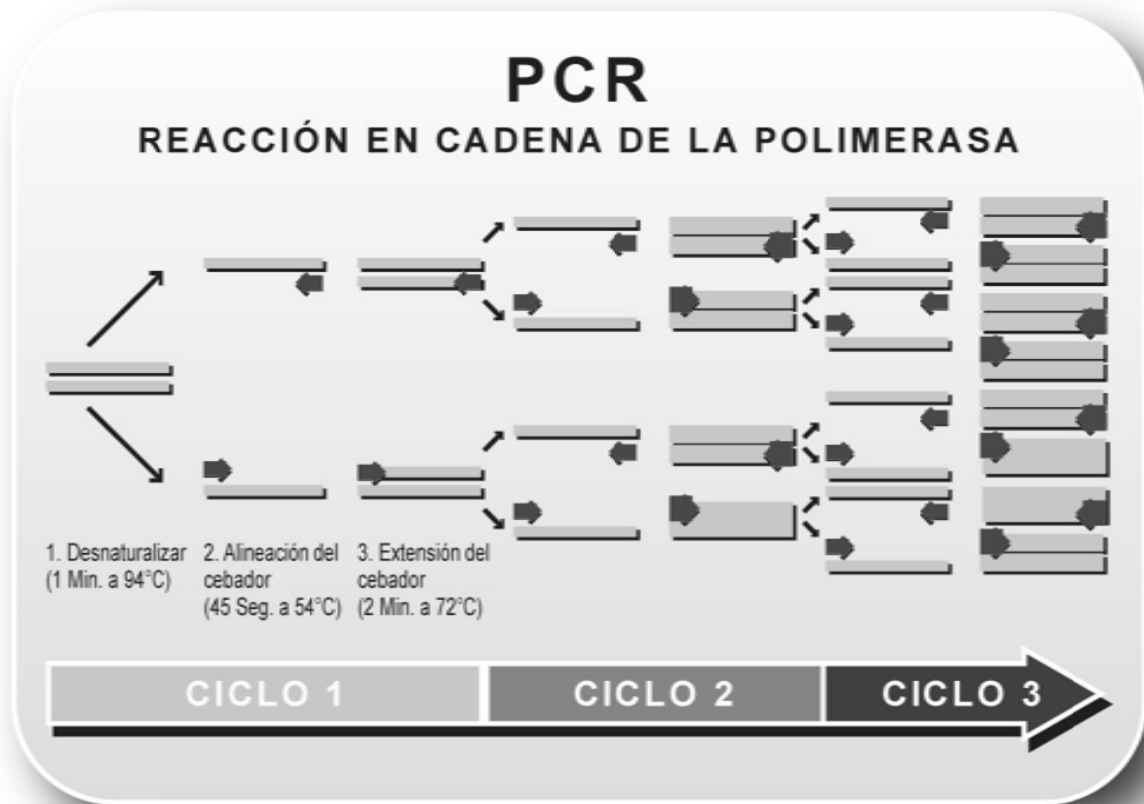 PCR
REACCIÓN EN CADENA DE LA POLIMERASA
1. Desnaturalizar
(1 Min. a 94°C)
2. Alineación del
cebador
(45 Seg. a 54°C)
3. Extensión del
cebador
(2 Min. a 72°C)
CICLO 1
CICLO 2
CICLO 3